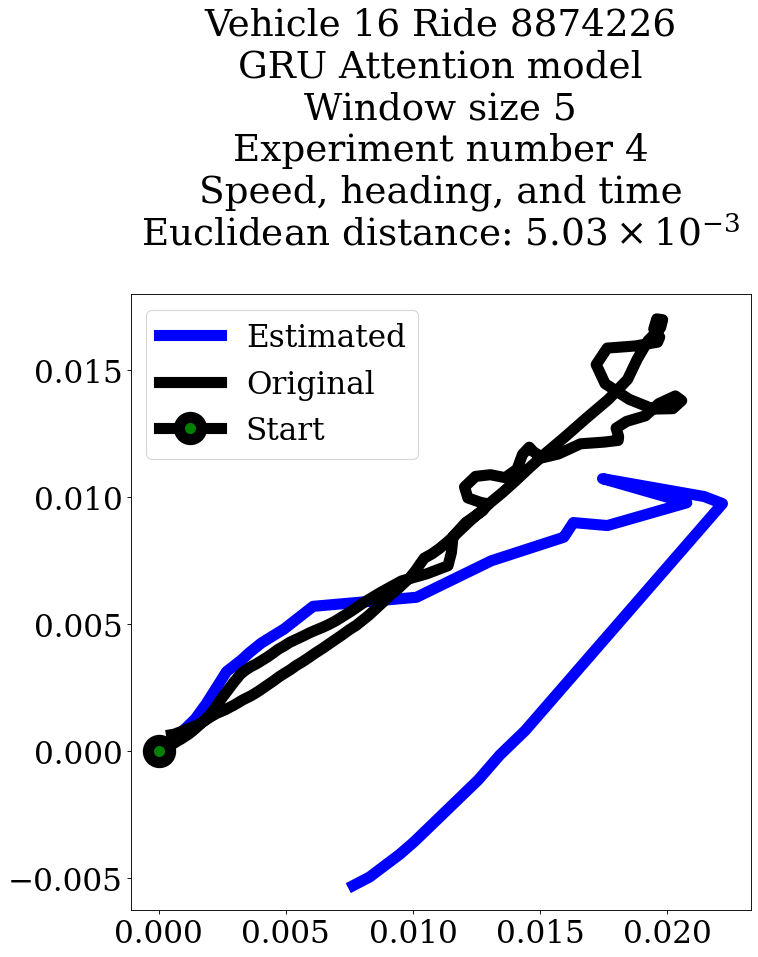 Vehicle 16 Ride 8874226
GRU Attention model
Window size 5
Experiment number 4
Speed, heading, and time
Euclidean distance: 5.03 × 10⁻³
Estimated
Original
Start
0.015
0.010
0.005
0.000
−0.005
0.000 0.005 0.010 0.015 0.020